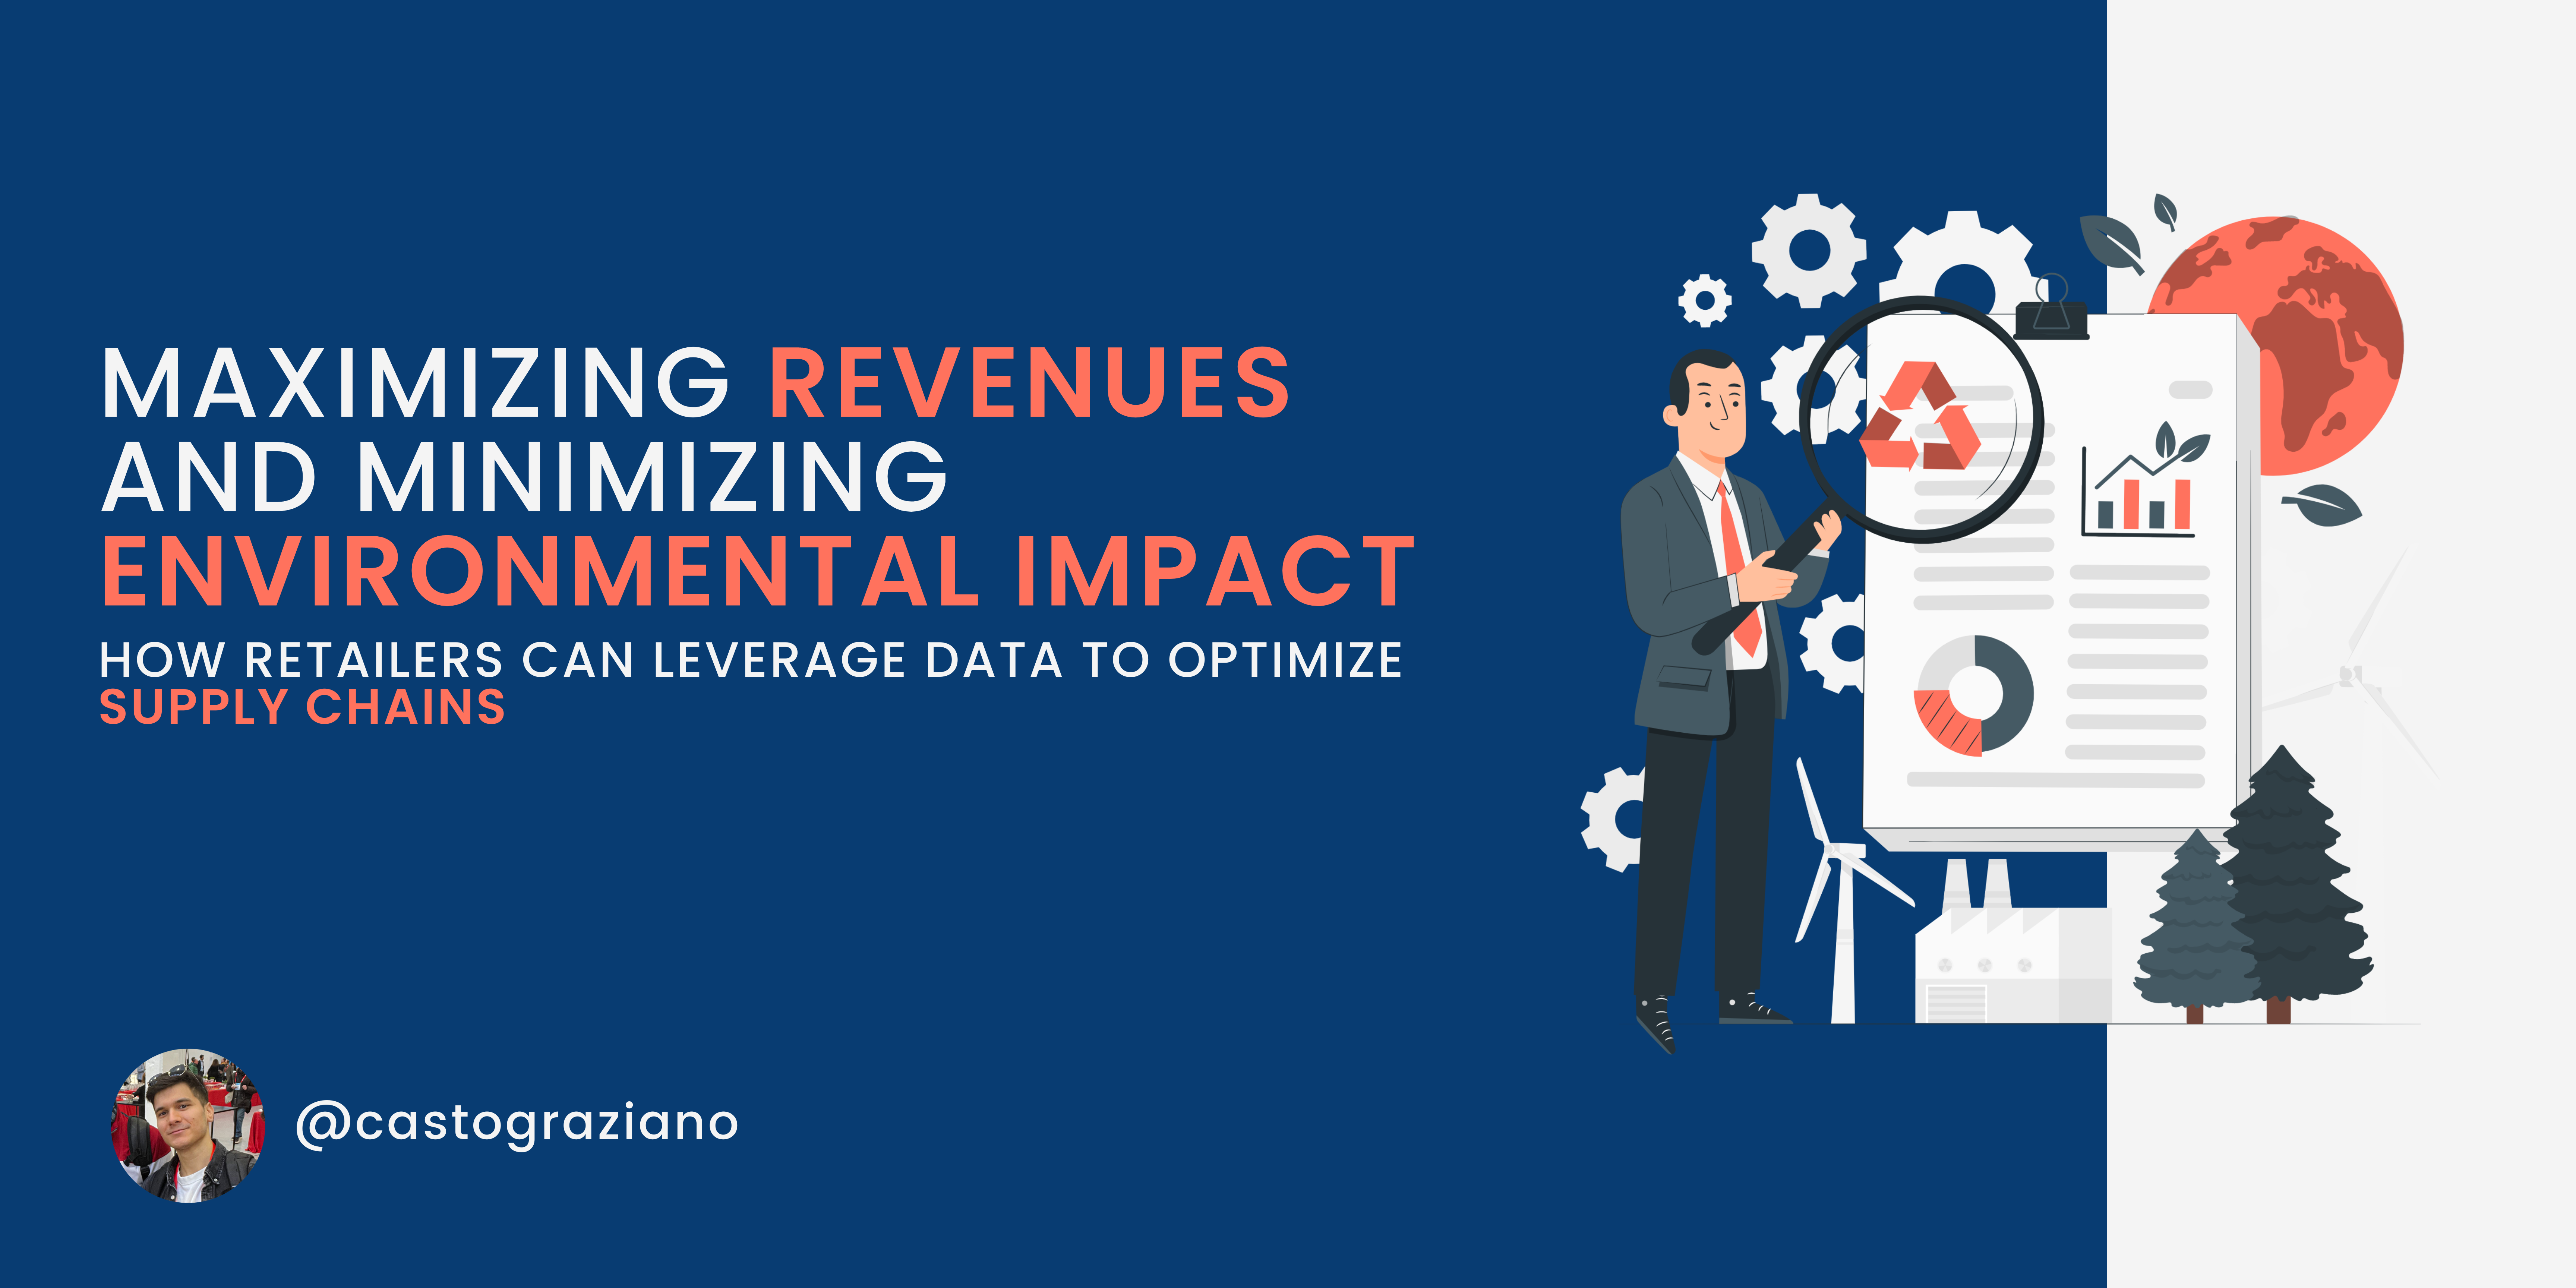 MAXIMIZING REVENUES
AND MINIMIZING
ENVIRONMENTAL IMPACT
HOW RETAILERS CAN LEVERAGE DATA TO OPTIMIZE
SUPPLY CHAINS
@castograziano